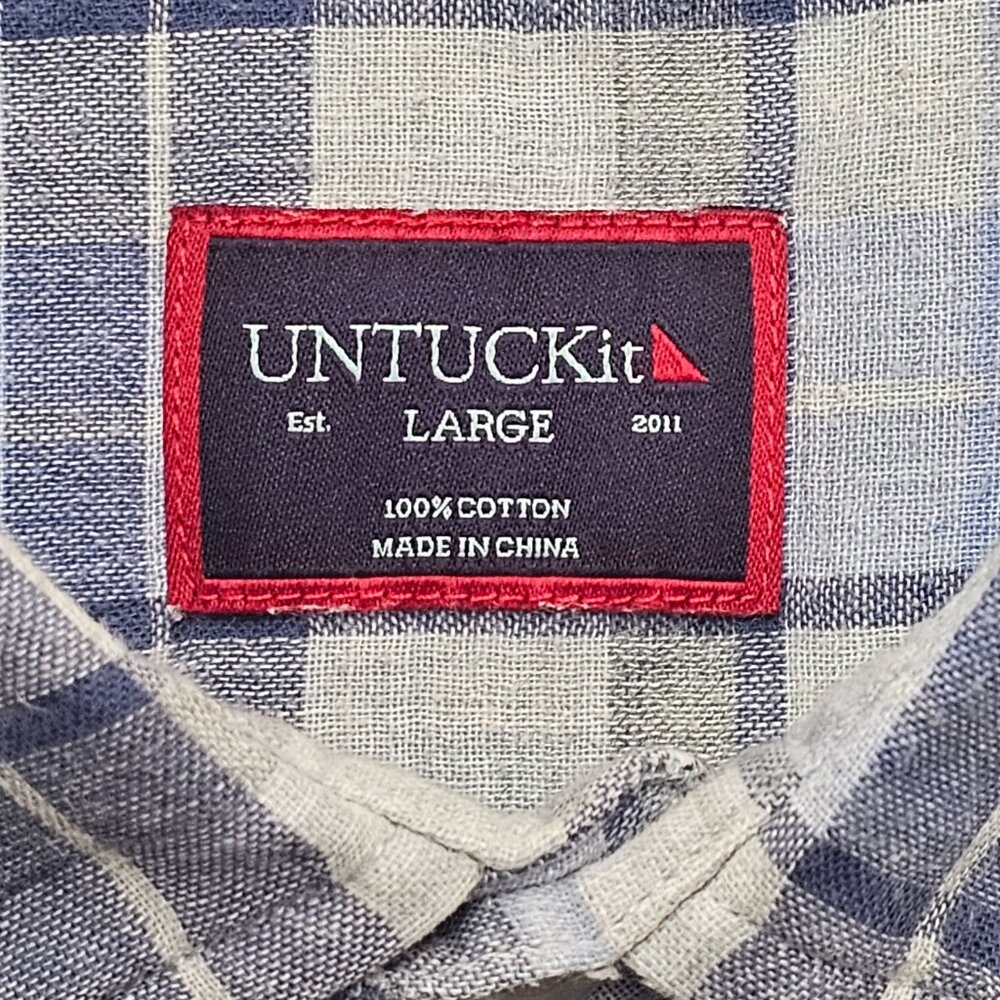 UNTUCKit
Est. LARGE 2011
100% COTTON
MADE IN CHINA